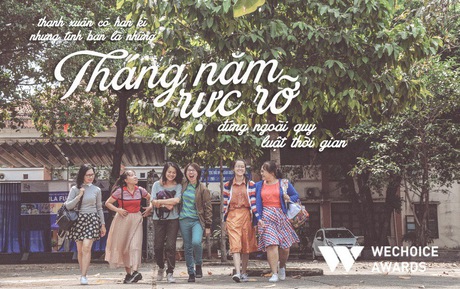 thanh xuân có hạn kì
nhưng tình bạn là những
Tháng năm
rực rỡ
đứng ngoài quy
luật thời gian
WECHOICE
AWARDS